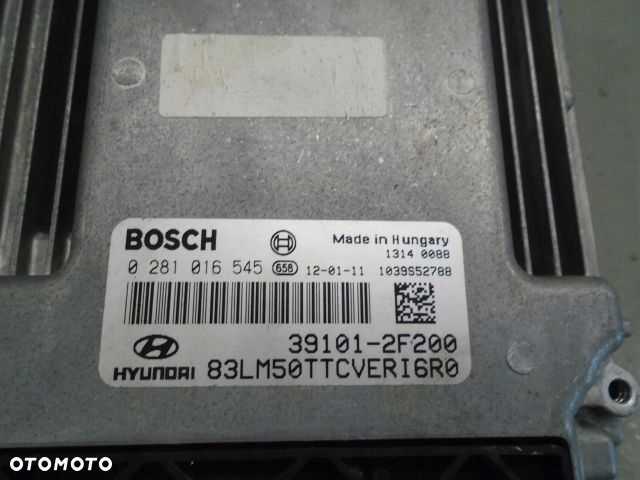 BOSCH
Made in Hungary
1314 0088
0 281 016 545 65B 12-01-11 1039S52788
39101-2F200
HYUNDAI 83LM50TTCVERI6R0
OTOMOTO